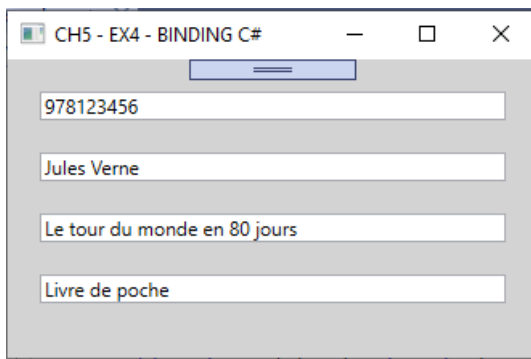 CH5 - EX4 - BINDING C#
978123456
Jules Verne
Le tour du monde en 80 jours
Livre de poche